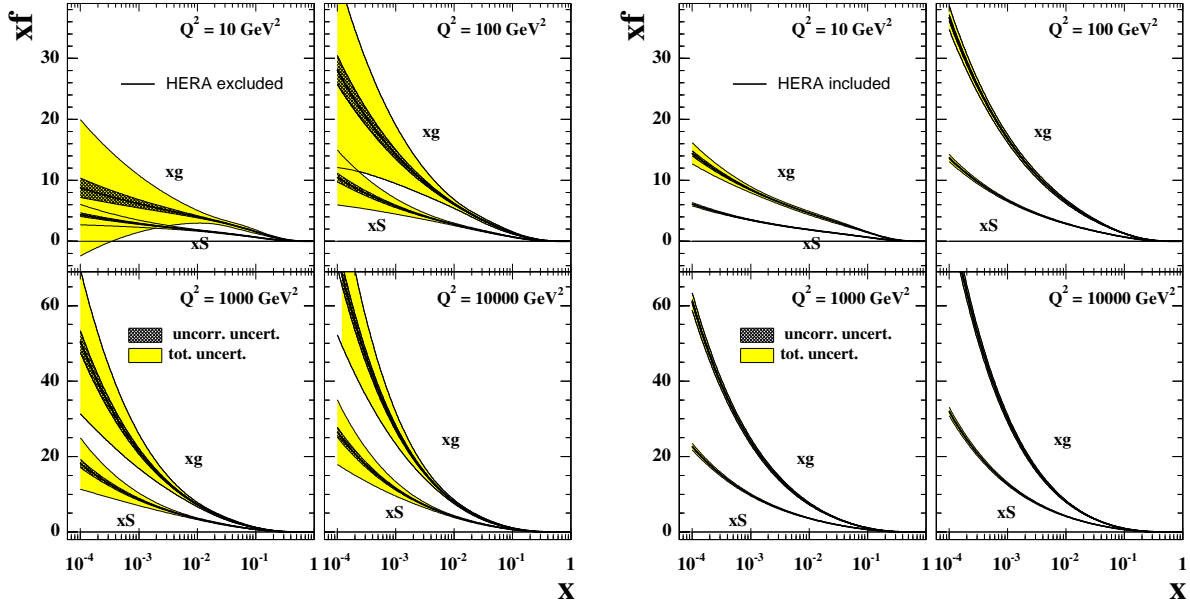 xf
Q² = 10 GeV²
Q² = 100 GeV²
30
HERA excluded
20
xg
xg
10
xS
0
xS
Q² = 1000 GeV²
Q² = 10000 GeV²
60
uncorr. uncert.
tot. uncert.
40
xg
20
xg
xS
xS
0
10⁻⁴ 10⁻³ 10⁻² 10⁻¹ 1 10⁻⁴ 10⁻³ 10⁻² 10⁻¹ 1
x
xf
Q² = 10 GeV²
Q² = 100 GeV²
30
HERA included
20
xg
xg
10
xS
0
xS
Q² = 1000 GeV²
Q² = 10000 GeV²
60
uncorr. uncert.
tot. uncert.
40
xg
20
xg
xS
xS
0
10⁻⁴ 10⁻³ 10⁻² 10⁻¹ 1 10⁻⁴ 10⁻³ 10⁻² 10⁻¹ 1
x